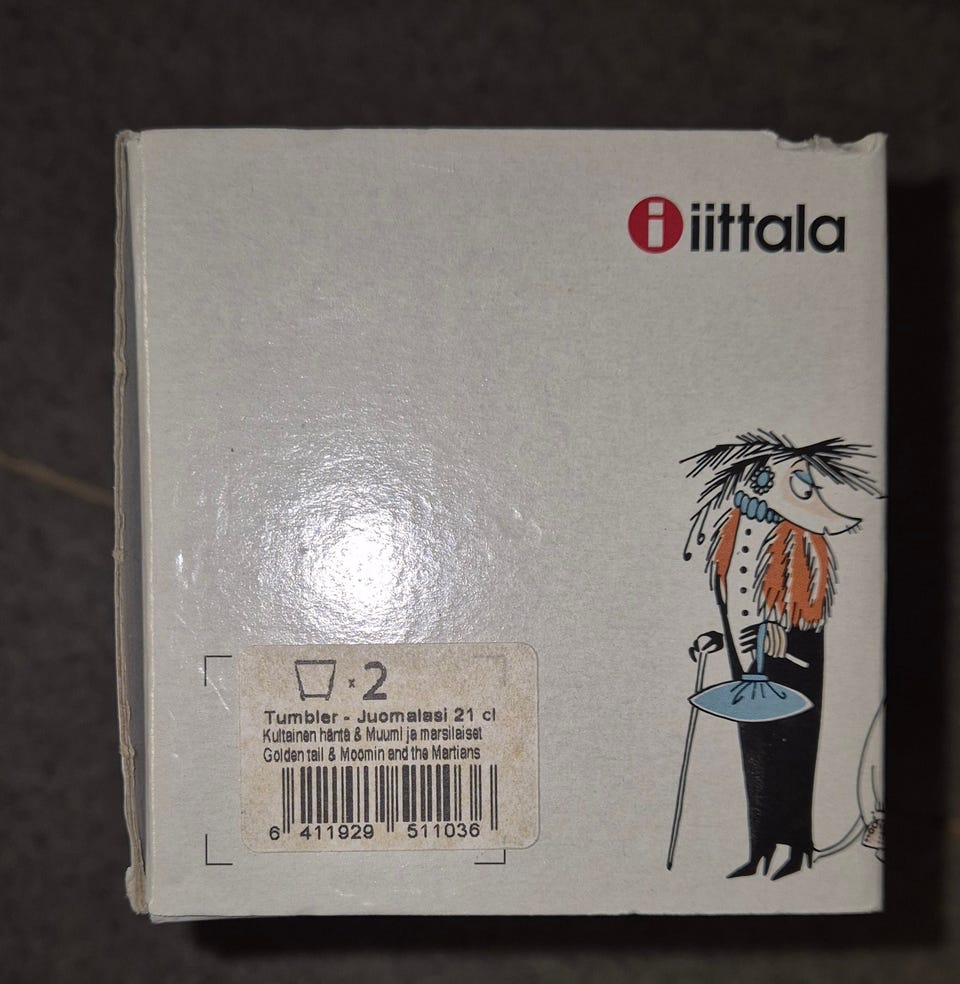 i iittala
x 2
Tumbler - Juomalasi 21 cl
Kultainen häntä & Muumi ja marsilaiset
Golden tail & Moomin and the Martians
6 411929 511036